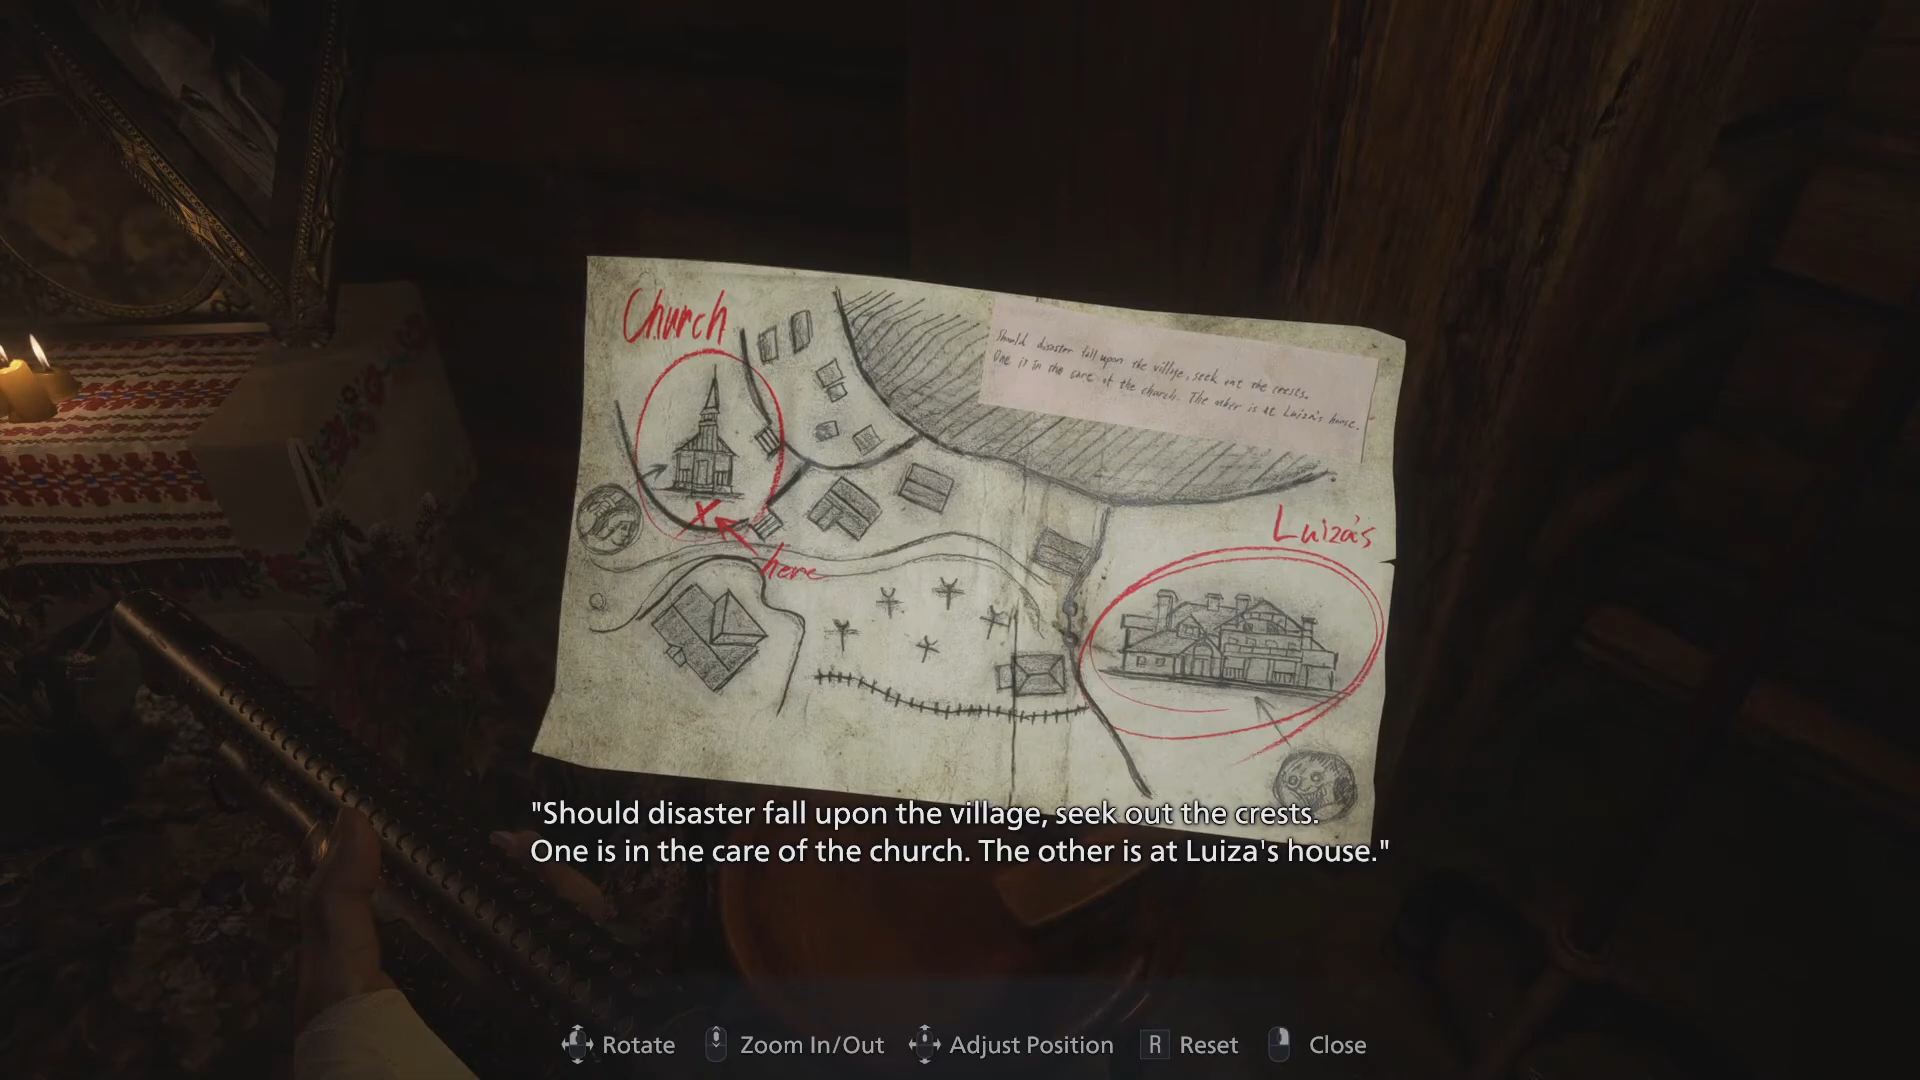 Church
Should disaster fall upon the village, seek out the crests.
One is in the care of the church. The other is at Luiza's house.
Luiza's
here
"Should disaster fall upon the village, seek out the crests.
One is in the care of the church. The other is at Luiza's house."
Rotate Zoom In/Out Adjust Position R Reset Close